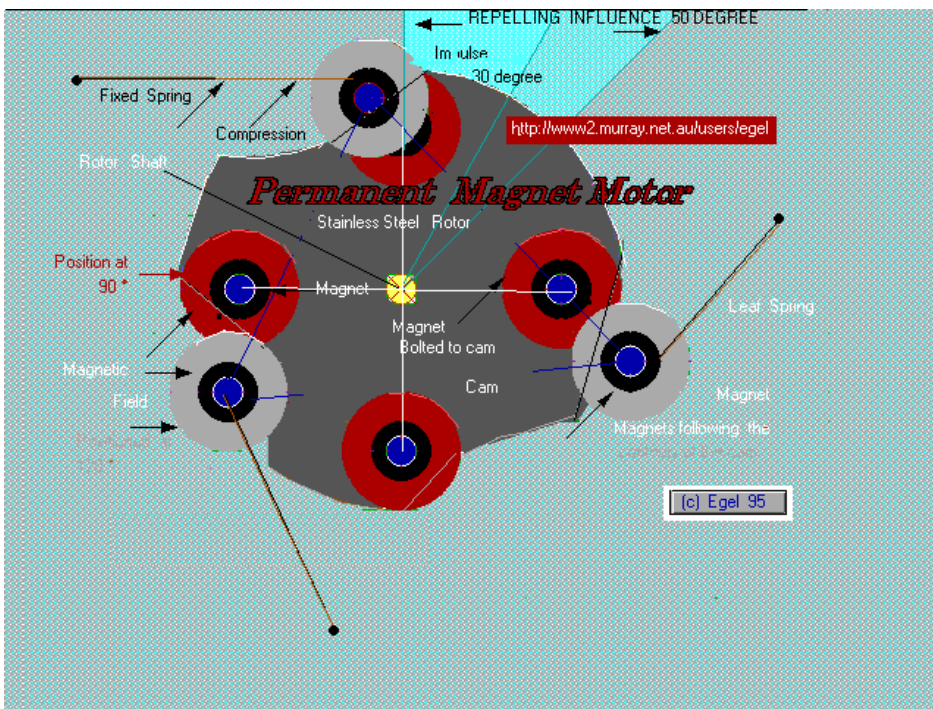 REPELLING INFLUENCE 50 DEGREE
Impulse
30 degree
Fixed Spring
Compression
http://www2.murray.net.au/users/egel
Rotor Shaft
Permanent Magnet Motor
Stainless Steel Rotor
Position at
90 °
Magnet
Leaf Spring
Magnet
Bolted to cam
Magnetic
Cam
Magnet
Field
Magnets following the
(c) Egel 95